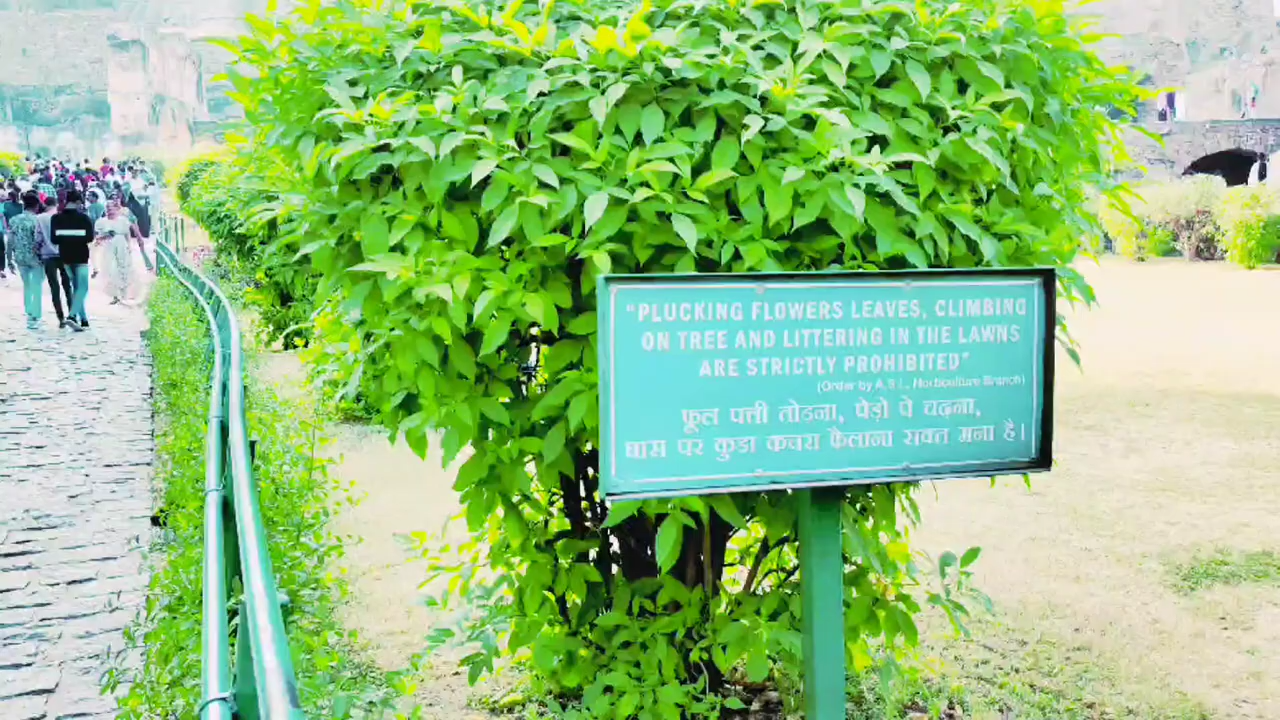 "PLUCKING FLOWERS LEAVES, CLIMBING
ON TREE AND LITTERING IN THE LAWNS
ARE STRICTLY PROHIBITED"
(Order by A.S.I., Horticulture Branch)
फूल पत्ती तोडना, पेड़ो पे चढ़ना,
घास पर कुडा कचरा फैलाना सक्त मना है।